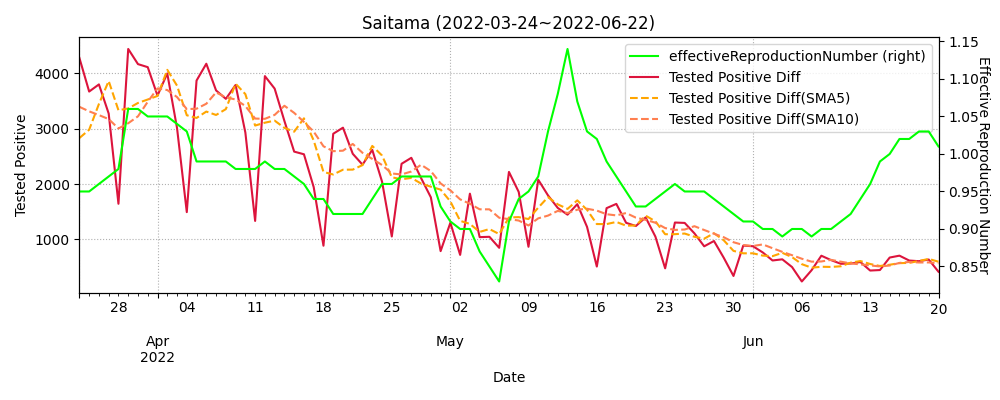 Saitama (2022-03-24~2022-06-22)
effectiveReproductionNumber (right)
Tested Positive Diff
Tested Positive Diff(SMA5)
Tested Positive Diff(SMA10)
Tested Positive
4000
3000
2000
1000
1.15
1.10
1.05
1.00
0.95
0.90
0.85
Effective Reproduction Number
28 04 11 18 25 02 09 16 23 30 06 13 20
Apr May Jun
2022
Date